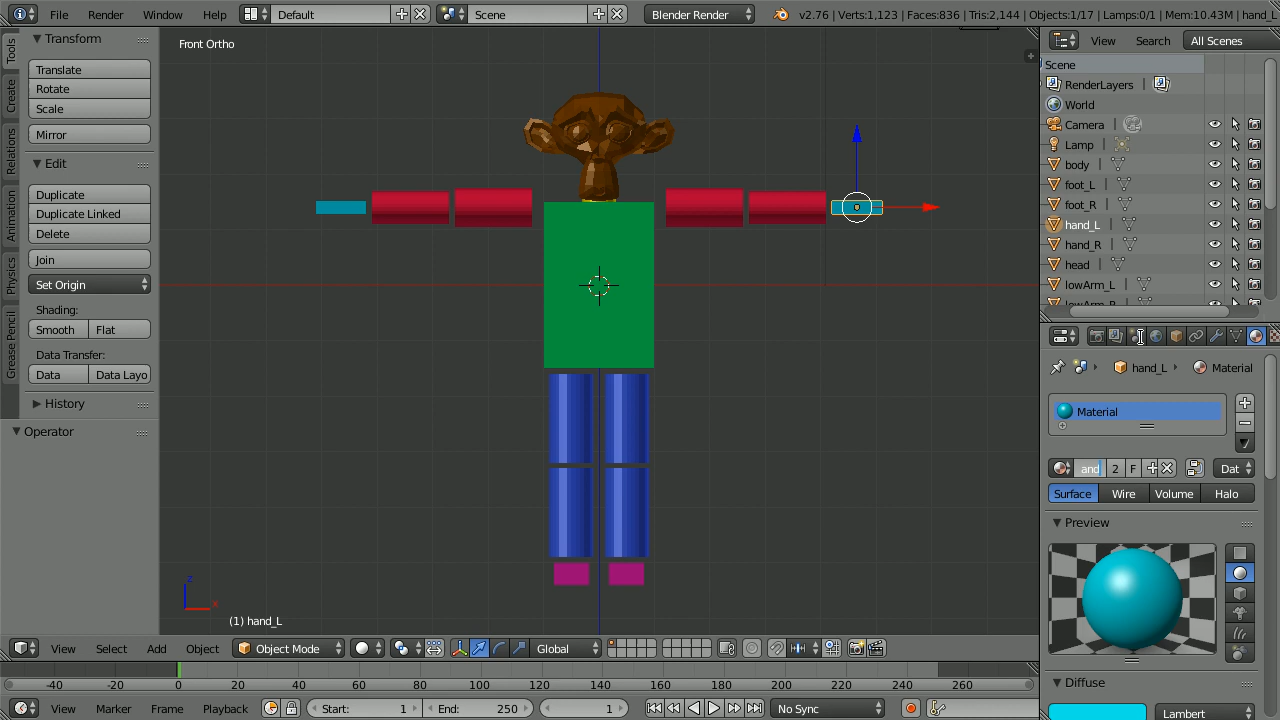 File Render Window Help Default Scene Blender Render v2.76 | Verts:1,123 | Faces:836 | Tris:2,144 | Objects:1/17 | Lamps:0/1 | Mem:10.43M | hand_L
Tools
Create
Relations
Animation
Physics
Grease Pencil
Transform
Translate
Rotate
Scale
Mirror
Edit
Duplicate
Duplicate Linked
Delete
Join
Set Origin
Shading:
Smooth Flat
Data Transfer:
Data Data Layo
History
Operator
Front Ortho
z
x
(1) hand_L
View Search All Scenes
Scene
RenderLayers
World
Camera
Lamp
body
foot_L
foot_R
hand_L
hand_R
head
lowArm_L
lowArm_R
hand_L Material
Material
and 2 F Dat
Surface Wire Volume Halo
Preview
Diffuse
Lambert
View Select Add Object Object Mode Global
-40 -20 0 20 40 60 80 100 120 140 160 180 200 220 240 260
View Marker Frame Playback Start: 1 End: 250 1 No Sync